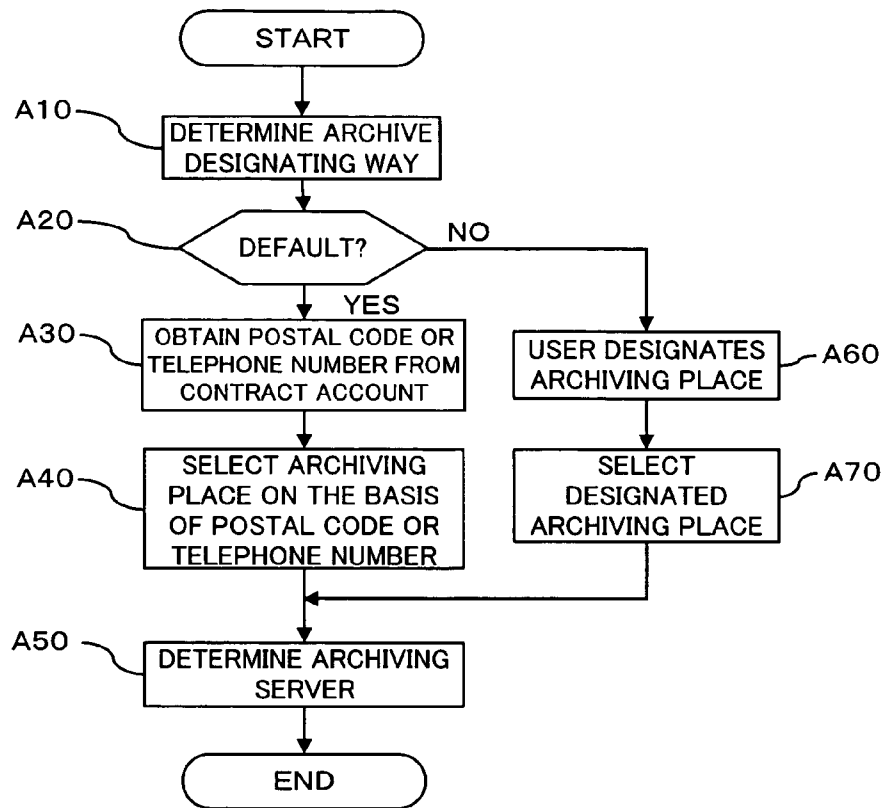 START
A10
DETERMINE ARCHIVE
DESIGNATING WAY
A20
DEFAULT?
NO
YES
A30
OBTAIN POSTAL CODE OR
TELEPHONE NUMBER FROM
CONTRACT ACCOUNT
USER DESIGNATES
ARCHIVING PLACE
A60
A40
SELECT ARCHIVING
PLACE ON THE BASIS
OF POSTAL CODE OR
TELEPHONE NUMBER
SELECT
DESIGNATED
ARCHIVING PLACE
A70
A50
DETERMINE ARCHIVING
SERVER
END